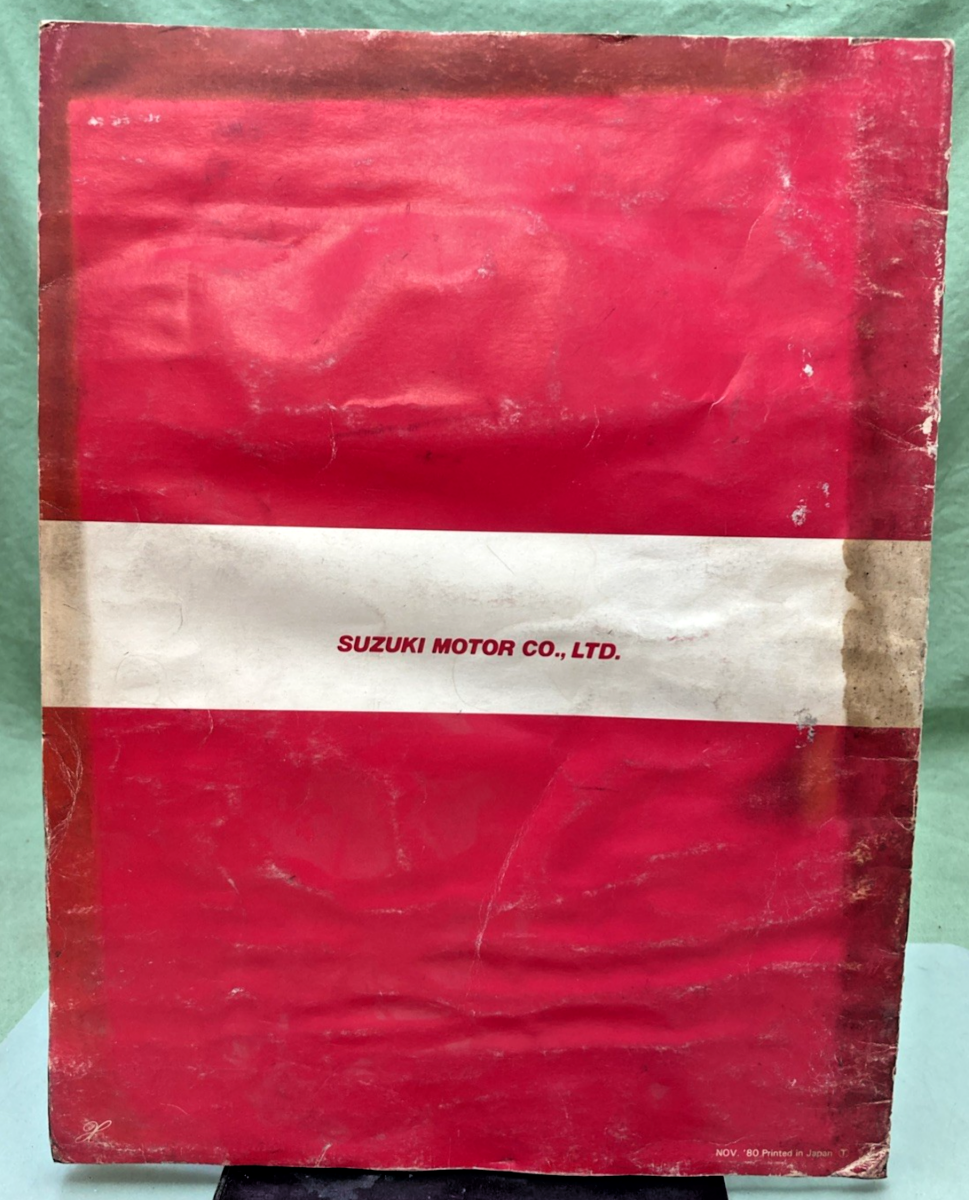 SUZUKI MOTOR CO., LTD.
NOV. '80 Printed in Japan Ⓣ